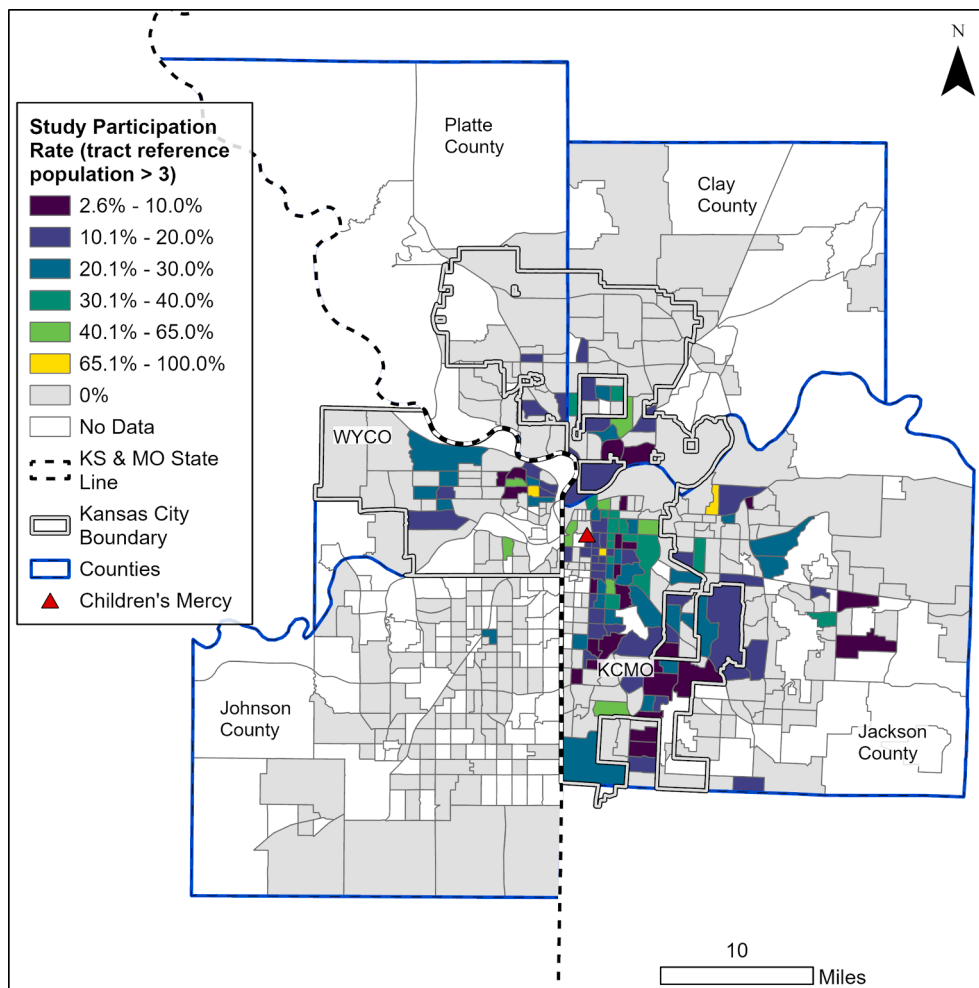 N
Platte
County
Clay
County
Study Participation
Rate (tract reference
population > 3)
2.6% - 10.0%
10.1% - 20.0%
20.1% - 30.0%
30.1% - 40.0%
40.1% - 65.0%
65.1% - 100.0%
0%
No Data
KS & MO State
Line
Kansas City
Boundary
Counties
Children's Mercy
WYCO
KCMO
Johnson
County
Jackson
County
10
Miles